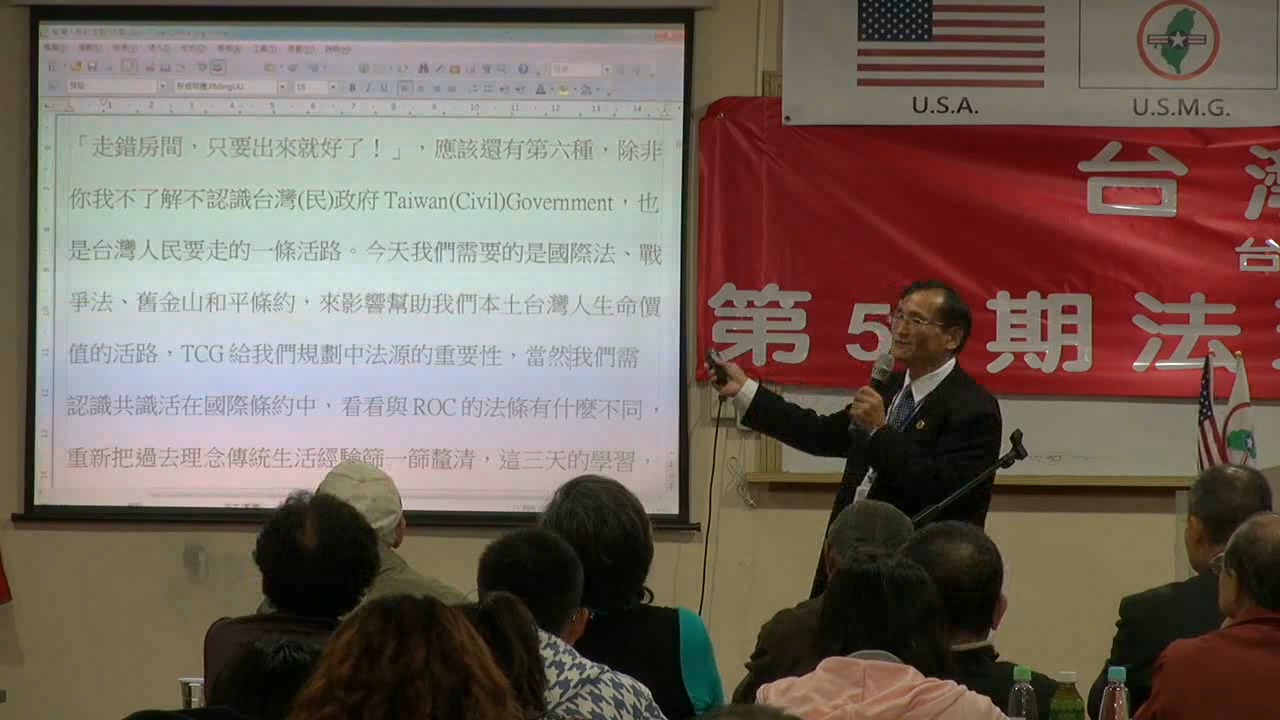 「走錯房間，只要出來就好了！」，應該還有第六種，除非
你我不了解不認識台灣(民)政府 Taiwan(Civil)Government，也
是台灣人民要走的一條活路。今天我們需要的是國際法、戰
爭法、舊金山和平條約，來影響幫助我們本土台灣人生命價
值的活路，TCG 給我們規劃中法源的重要性，當然我們需
認識共識活在國際條約中，看看與 ROC 的法條有什麼不同，
重新把過去理念傳統生活經驗篩一篩釐清，這三天的學習，
U.S.A.
U.S.M.G.
台灣
台
第5 期法